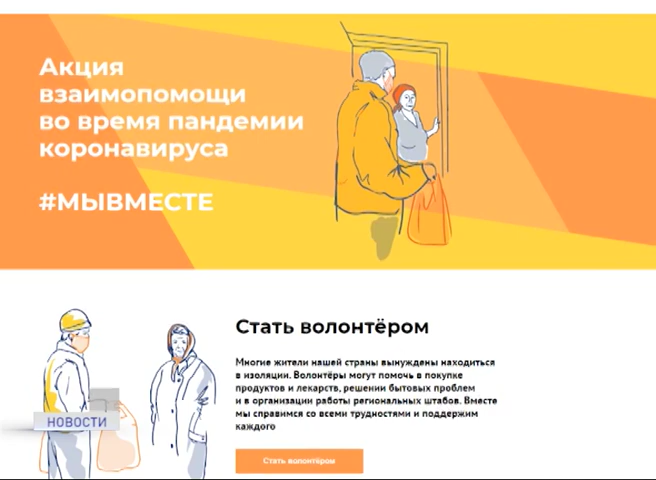 Акция
взаимопомощи
во время пандемии
коронавируса
#МЫВМЕСТЕ
Стать волонтёром
Многие жители нашей страны вынуждены находиться
в изоляции. Волонтёры могут помочь в покупке
продуктов и лекарств, решении бытовых проблем
и в организации работы региональных штабов. Вместе
мы справимся со всеми трудностями и поддержим
каждого
НОВОСТИ
Стать волонтёром